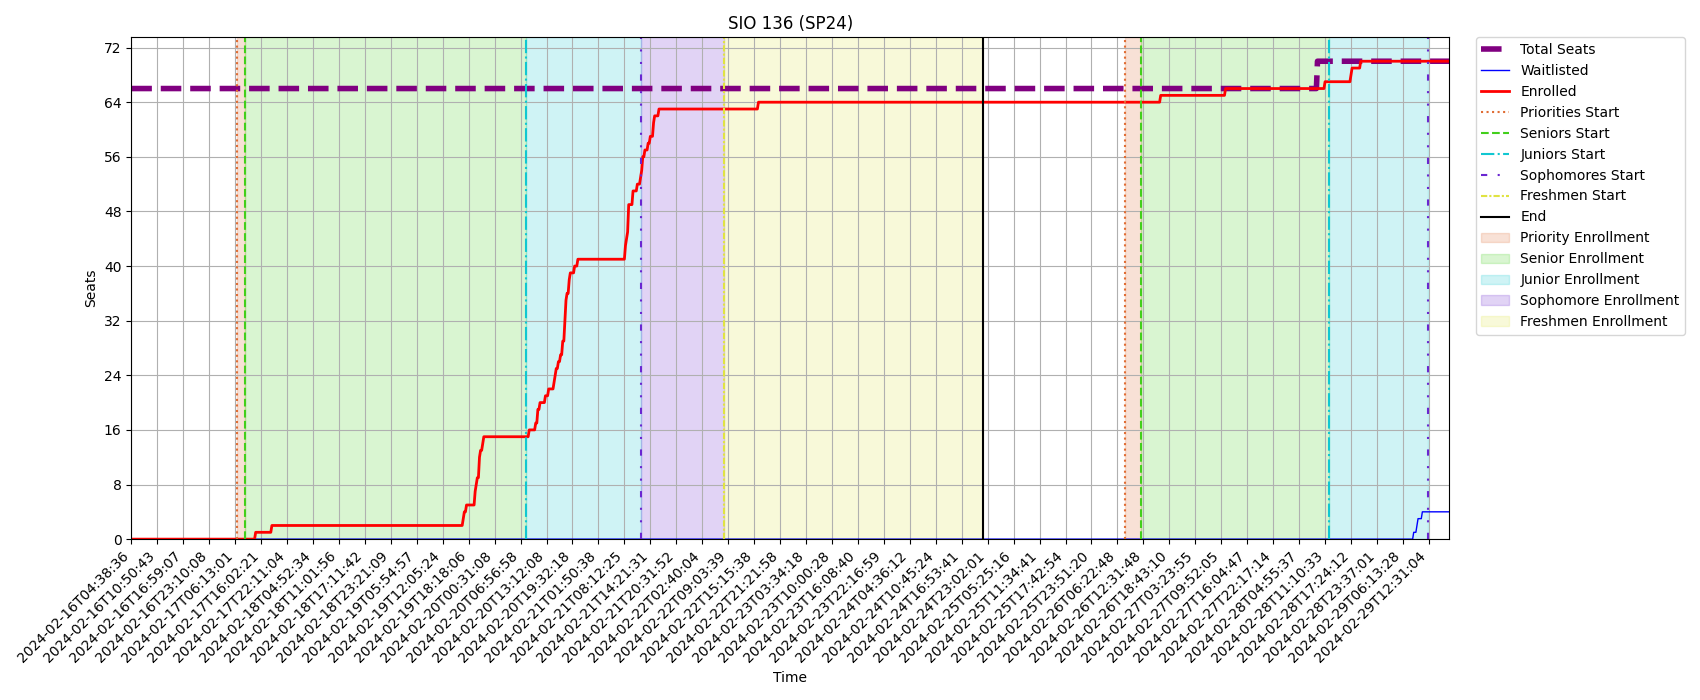 SIO 136 (SP24)
72
64
56
48
40
32
24
16
8
0
Seats
2024-02-16T04:38:36
2024-02-16T10:50:43
2024-02-16T16:59:07
2024-02-16T23:10:08
2024-02-17T06:13:01
2024-02-17T16:02:21
2024-02-17T22:11:04
2024-02-18T04:52:34
2024-02-18T11:01:56
2024-02-18T17:11:42
2024-02-18T23:21:09
2024-02-19T05:54:57
2024-02-19T12:05:24
2024-02-19T18:18:06
2024-02-20T00:31:08
2024-02-20T06:56:58
2024-02-20T13:12:08
2024-02-20T19:32:18
2024-02-21T01:50:38
2024-02-21T08:12:25
2024-02-21T14:21:31
2024-02-21T20:31:52
2024-02-22T02:40:04
2024-02-22T09:03:39
2024-02-22T15:15:38
2024-02-22T21:21:58
2024-02-23T03:34:18
2024-02-23T10:00:28
2024-02-23T16:08:40
2024-02-23T22:16:59
2024-02-24T04:36:12
2024-02-24T10:45:24
2024-02-24T16:53:41
2024-02-24T23:02:01
2024-02-25T05:25:16
2024-02-25T11:34:41
2024-02-25T17:42:54
2024-02-25T23:51:20
2024-02-26T06:22:48
2024-02-26T12:31:48
2024-02-26T18:43:10
2024-02-27T03:23:55
2024-02-27T09:52:05
2024-02-27T16:04:47
2024-02-27T22:17:14
2024-02-28T04:55:37
2024-02-28T11:10:33
2024-02-28T17:24:12
2024-02-28T23:37:01
2024-02-29T06:13:28
2024-02-29T12:31:04
Time
Total Seats
Waitlisted
Enrolled
Priorities Start
Seniors Start
Juniors Start
Sophomores Start
Freshmen Start
End
Priority Enrollment
Senior Enrollment
Junior Enrollment
Sophomore Enrollment
Freshmen Enrollment